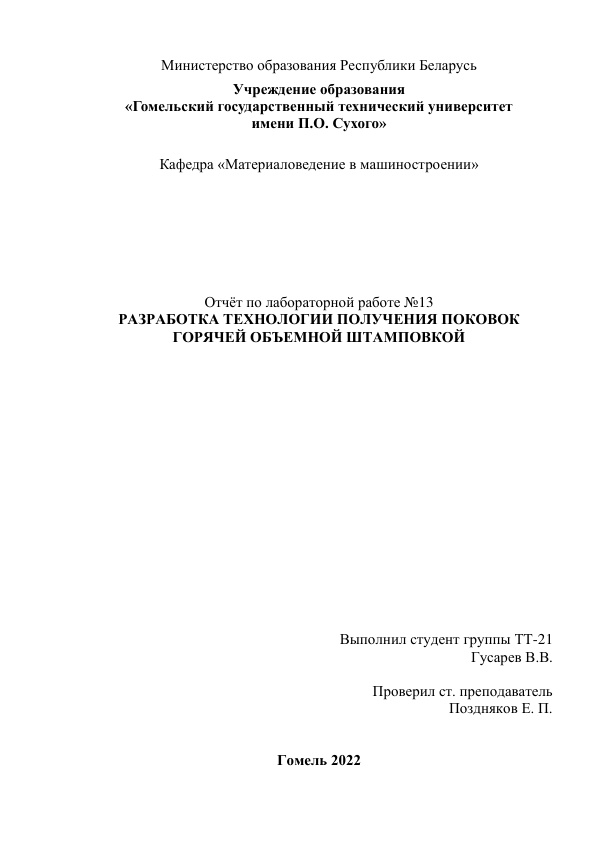 Министерство образования Республики Беларусь
Учреждение образования
«Гомельский государственный технический университет
имени П.О. Сухого»
Кафедра «Материаловедение в машиностроении»
Отчёт по лабораторной работе №13
РАЗРАБОТКА ТЕХНОЛОГИИ ПОЛУЧЕНИЯ ПОКОВОК
ГОРЯЧЕЙ ОБЪЕМНОЙ ШТАМПОВКОЙ
Выполнил студент группы ТТ-21
Гусарев В.В.
Проверил ст. преподаватель
Поздняков Е. П.
Гомель 2022